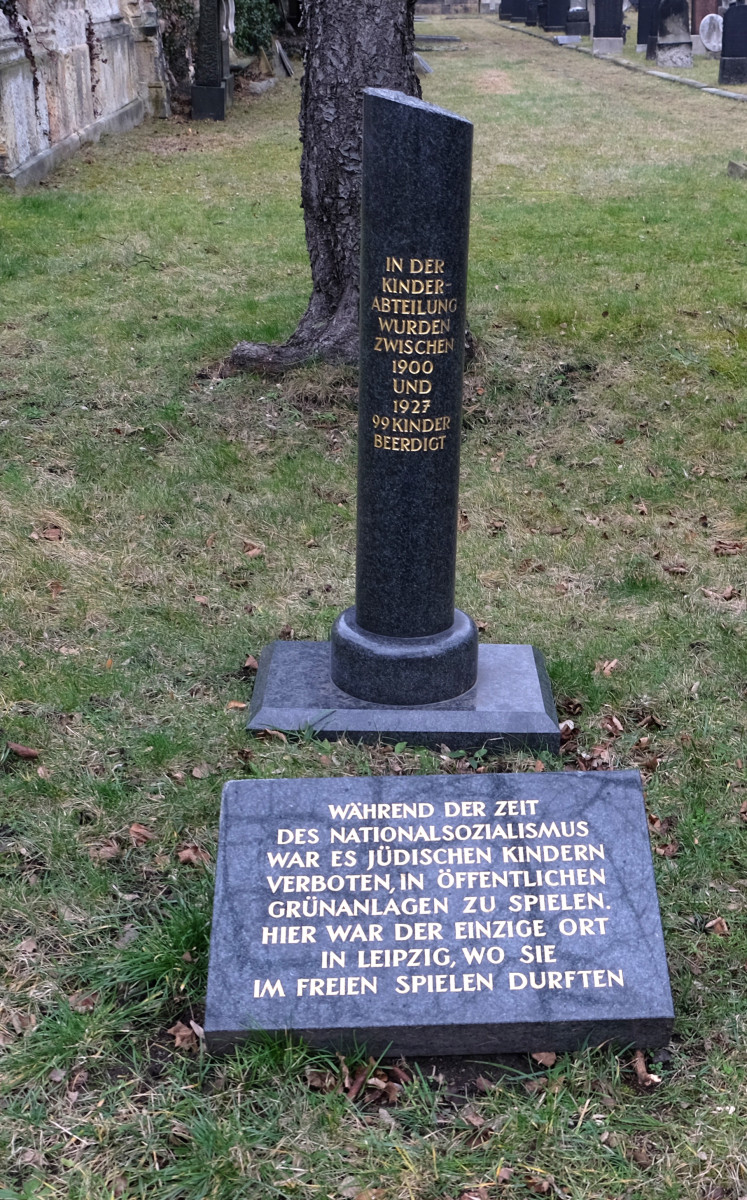 IN DER
KINDER-
ABTEILUNG
WURDEN
ZWISCHEN
1900
UND
1927
99 KINDER
BEERDIGT
WÄHREND DER ZEIT
DES NATIONALSOZIALISMUS
WAR ES JÜDISCHEN KINDERN
VERBOTEN, IN ÖFFENTLICHEN
GRÜNANLAGEN ZU SPIELEN.
HIER WAR DER EINZIGE ORT
IN LEIPZIG, WO SIE
IM FREIEN SPIELEN DURFTEN